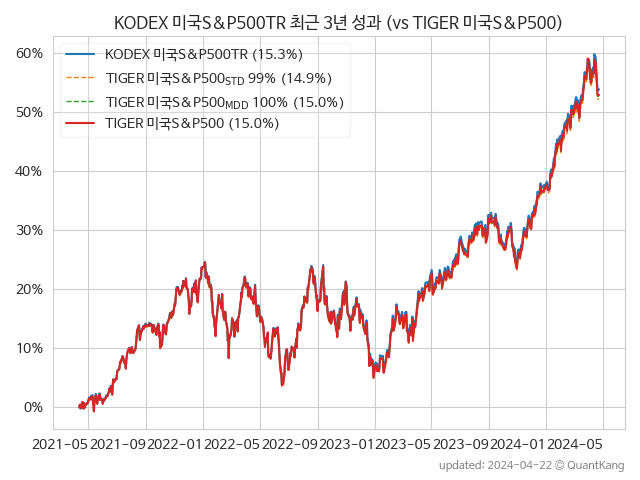 KODEX 미국S&P500TR 최근 3년 성과 (vs TIGER 미국S&P500)
60%
50%
40%
30%
20%
10%
0%
KODEX 미국S&P500TR (15.3%)
TIGER 미국S&P500STD 99% (14.9%)
TIGER 미국S&P500MDD 100% (15.0%)
TIGER 미국S&P500 (15.0%)
2021-05 2021-09 2022-01 2022-05 2022-09 2023-01 2023-05 2023-09 2024-01 2024-05
updated: 2024-04-22 © QuantKang